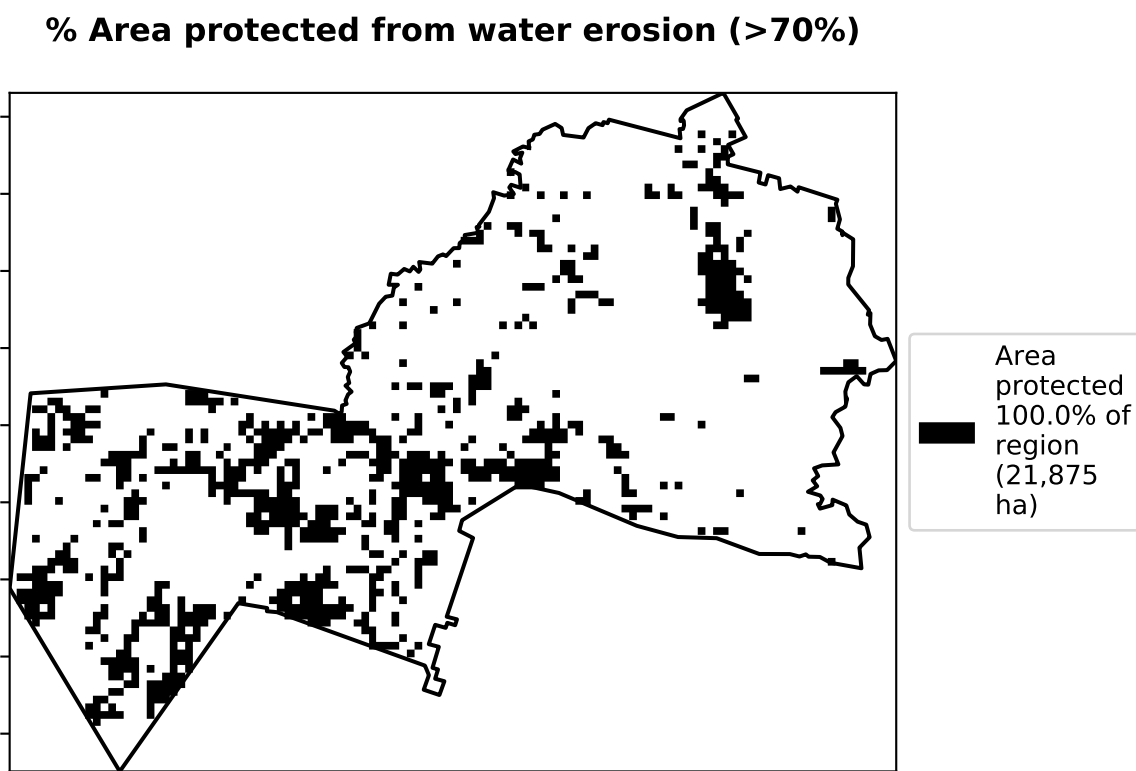 % Area protected from water erosion (>70%)
Area
protected
100.0% of
region
(21,875
ha)